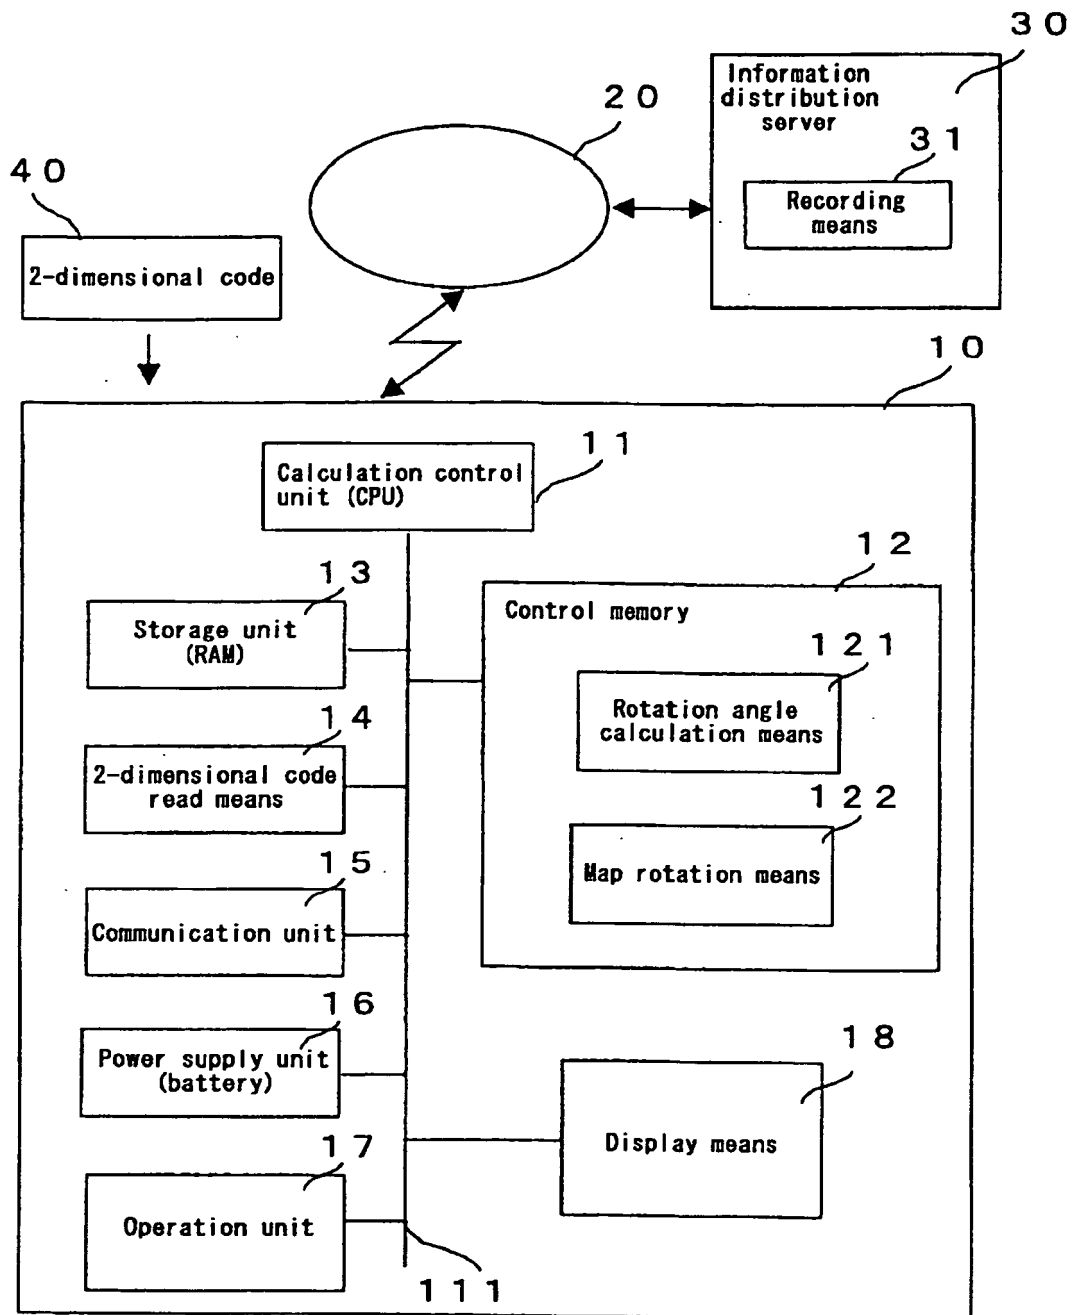 30
Information
distribution
server
20
31
Recording
means
40
2-dimensional code
10
11
Calculation control
unit (CPU)
12
13
Control memory
Storage unit
(RAM)
121
Rotation angle
calculation means
14
2-dimensional code
read means
122
Map rotation means
15
Communication unit
16
Power supply unit
(battery)
18
Display means
17
Operation unit
111